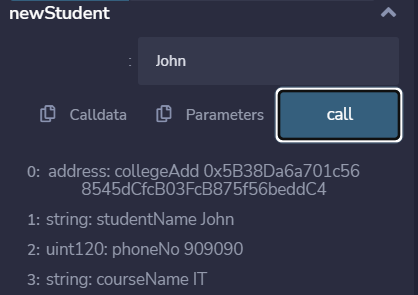 newStudent
: John
Calldata Parameters call
0: address: collegeAdd 0x5B38Da6a701c56
8545dCfcB03FcB875f56beddC4
1: string: studentName John
2: uint120: phoneNo 909090
3: string: courseName IT